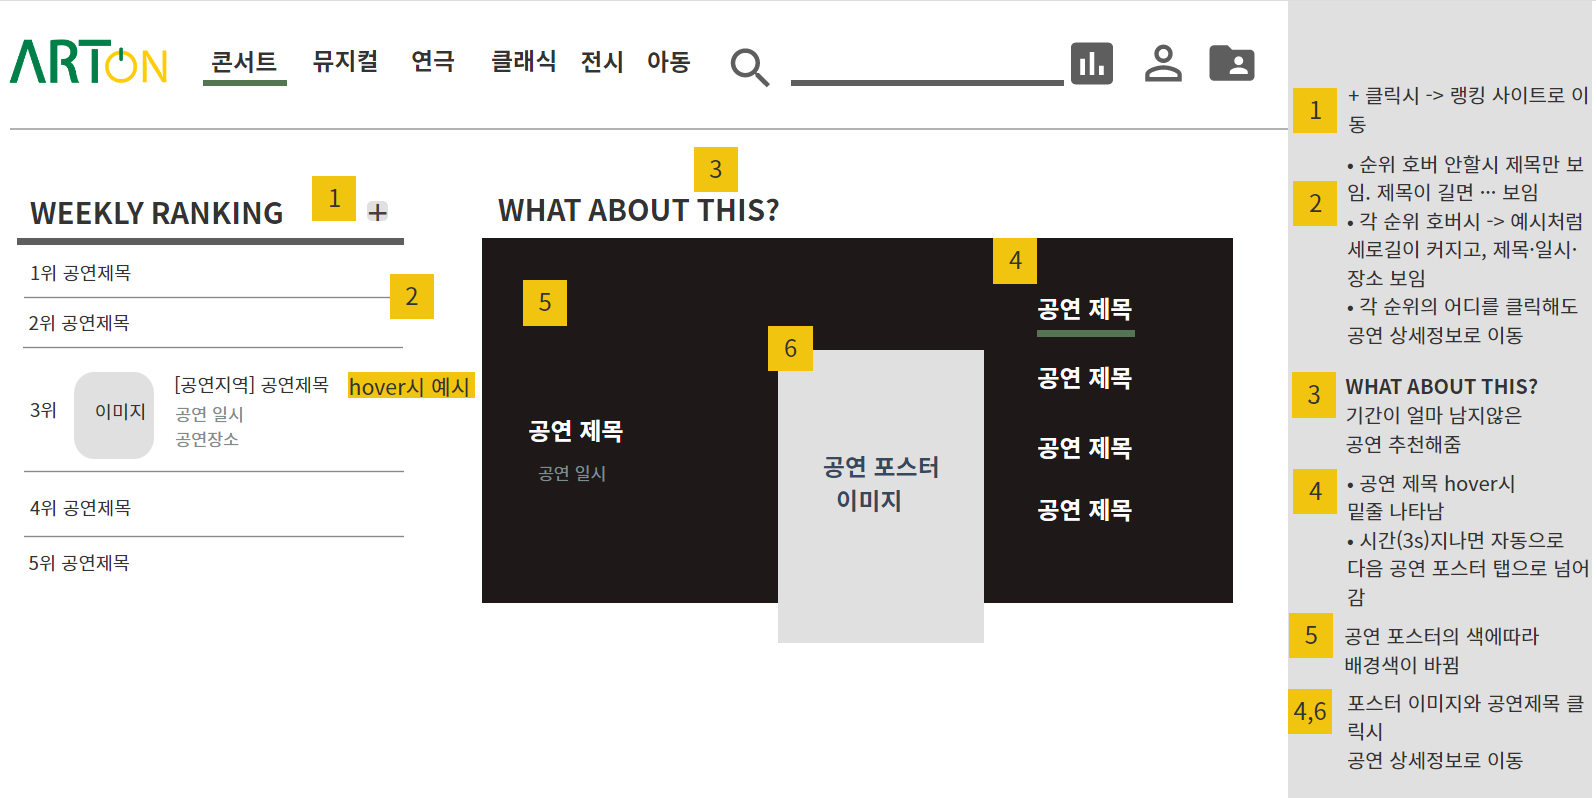 ARTON
콘서트 뮤지컬 연극 클래식 전시 아동
WEEKLY RANKING
1
+
1위 공연제목
2
2위 공연제목
3위
이미지
[공연지역] 공연제목
hover시 예시
공연 일시
공연장소
4위 공연제목
5위 공연제목
3
WHAT ABOUT THIS?
5
공연 제목
공연 일시
6
공연 포스터
이미지
4
공연 제목
공연 제목
공연 제목
공연 제목
1
+ 클릭시 -> 랭킹 사이트로 이
동
2
• 순위 호버 안할시 제목만 보
임. 제목이 길면 ··· 보임
• 각 순위 호버시 -> 예시처럼
세로길이 커지고, 제목·일시·
장소 보임
• 각 순위의 어디를 클릭해도
공연 상세정보로 이동
3
WHAT ABOUT THIS?
기간이 얼마 남지않은
공연 추천해줌
4
• 공연 제목 hover시
밑줄 나타남
• 시간(3s)지나면 자동으로
다음 공연 포스터 탭으로 넘어
감
5
공연 포스터의 색에따라
배경색이 바뀜
4,6
포스터 이미지와 공연제목 클
릭시
공연 상세정보로 이동